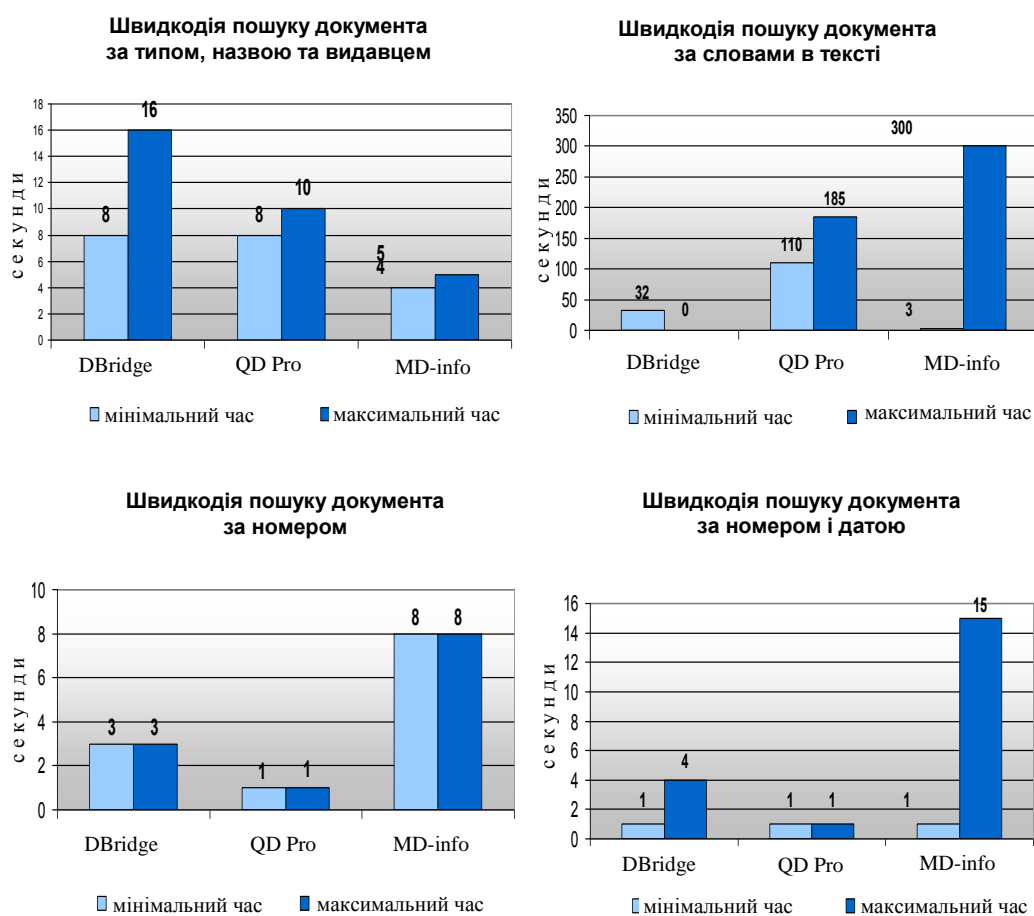 Швидкодія пошуку документа
за типом, назвою та видавцем
секунди
18
16
14
12
10
8
6
4
2
0
8
16
8
10
5
4
DBridge
QD Pro
MD-info
мінімальний час
максимальний час
Швидкодія пошуку документа
за словами в тексті
секунди
350
300
250
200
150
100
50
0
32
0
110
185
3
300
DBridge
QD Pro
MD-info
мінімальний час
максимальний час
Швидкодія пошуку документа
за номером
секунди
10
8
6
4
2
0
3
3
1
1
8
8
DBridge
QD Pro
MD-info
мінімальний час
максимальний час
Швидкодія пошуку документа
за номером і датою
секунди
16
14
12
10
8
6
4
2
0
1
4
1
1
1
15
DBridge
QD Pro
MD-info
мінімальний час
максимальний час